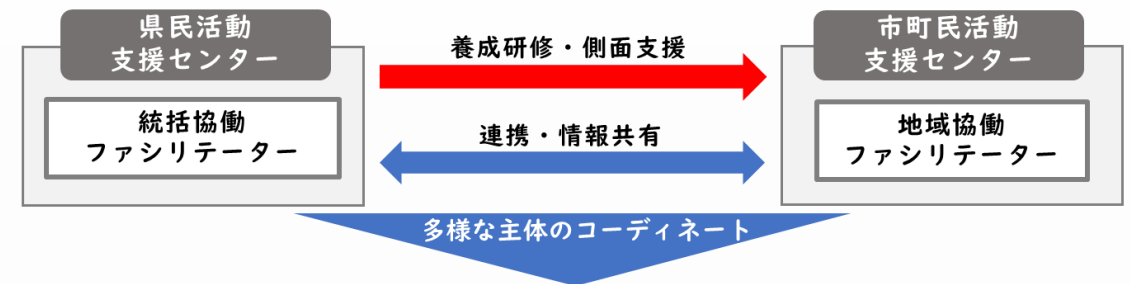 県民活動
支援センター
統括協働
ファシリテーター
養成研修・側面支援
連携・情報共有
市町民活動
支援センター
地域協働
ファシリテーター
多様な主体のコーディネート